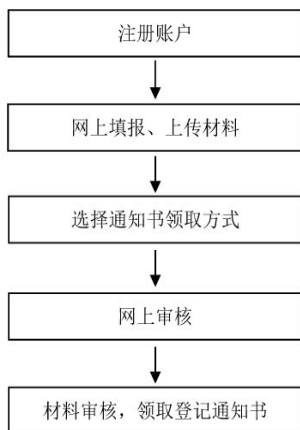 注册账户
网上填报、上传材料
选择通知书领取方式
网上审核
材料审核，领取登记通知书